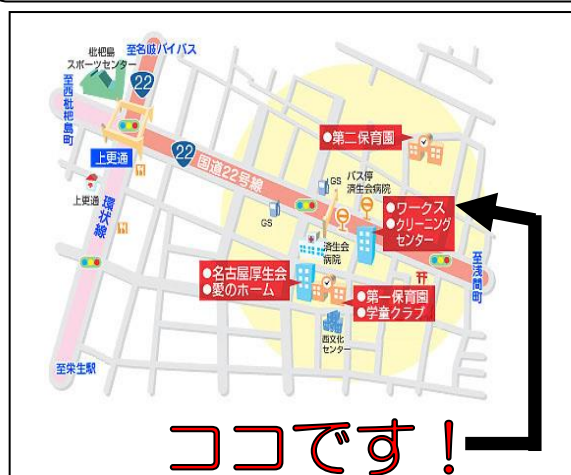 枇杷島
スポーツセンター
至名岐バイパス
22
至西枇杷島町
上更通
22
国道22号線
上更通
環状線
●第二保育園
GS
バス停
済生会病院
●ワークス
●クリーニング
センター
GS
済生会
病院
●名古屋厚生会
●愛のホーム
●第一保育園
●学童クラブ
至浅間町
西文化
センター
至栄生駅
ココです！